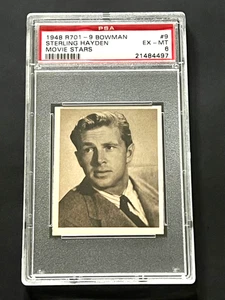 PSA
1948 R701-9 BOWMAN #9
STERLING HAYDEN EX - MT
MOVIE STARS 6
21484497